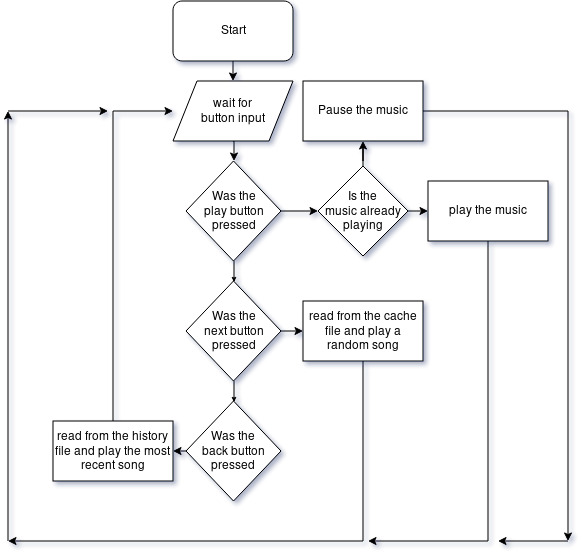 Start
wait for
button input
Pause the music
Was the
play button
pressed
Is the
music already
playing
play the music
Was the
next button
pressed
read from the cache
file and play a
random song
Was the
back button
pressed
read from the history
file and play the most
recent song